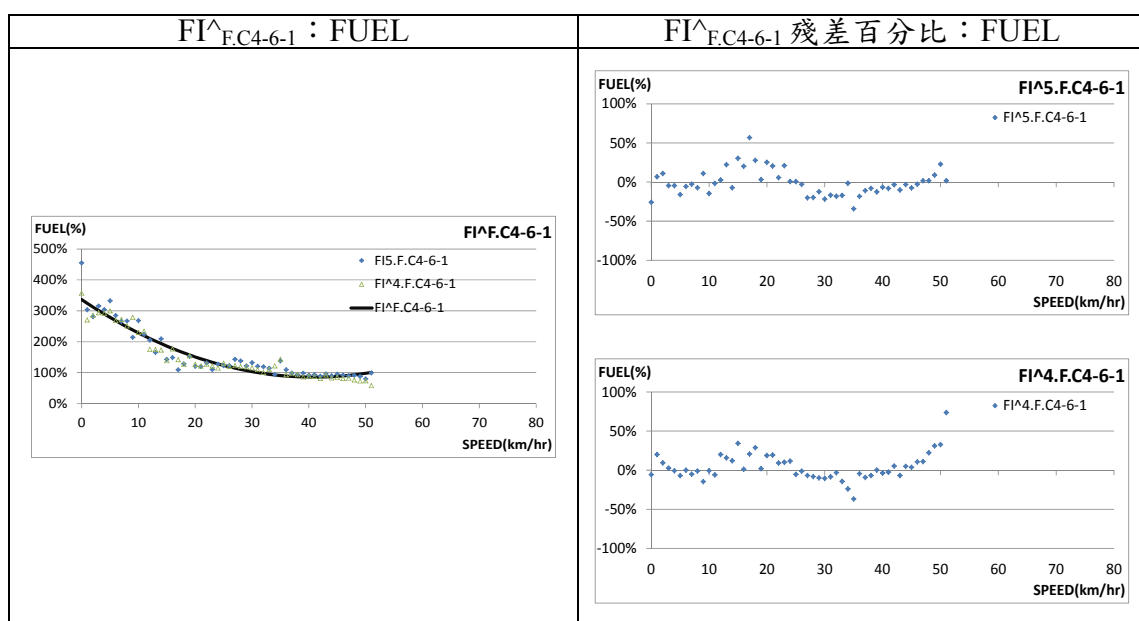 FI^F.C4-6-1：FUEL
FI^F.C4-6-1 殘差百分比：FUEL
FUEL(%)
FI^F.C4-6-1
500%
400%
300%
200%
100%
0%
FI5.F.C4-6-1
FI^4.F.C4-6-1
FI^F.C4-6-1
0 10 20 30 40 50 60 70 80
SPEED(km/hr)
FUEL(%)
FI^5.F.C4-6-1
100%
50%
0%
-50%
-100%
FI^5.F.C4-6-1
0 10 20 30 40 50 60 70 80
SPEED(km/hr)
FUEL(%)
FI^4.F.C4-6-1
100%
50%
0%
-50%
-100%
FI^4.F.C4-6-1
0 10 20 30 40 50 60 70 80
SPEED(km/hr)